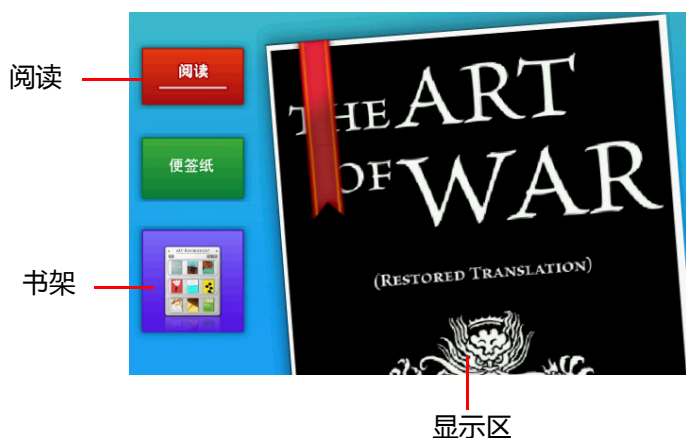 阅读
阅读
便签纸
书架
THE ART
OF WAR
(RESTORED TRANSLATION)
显示区